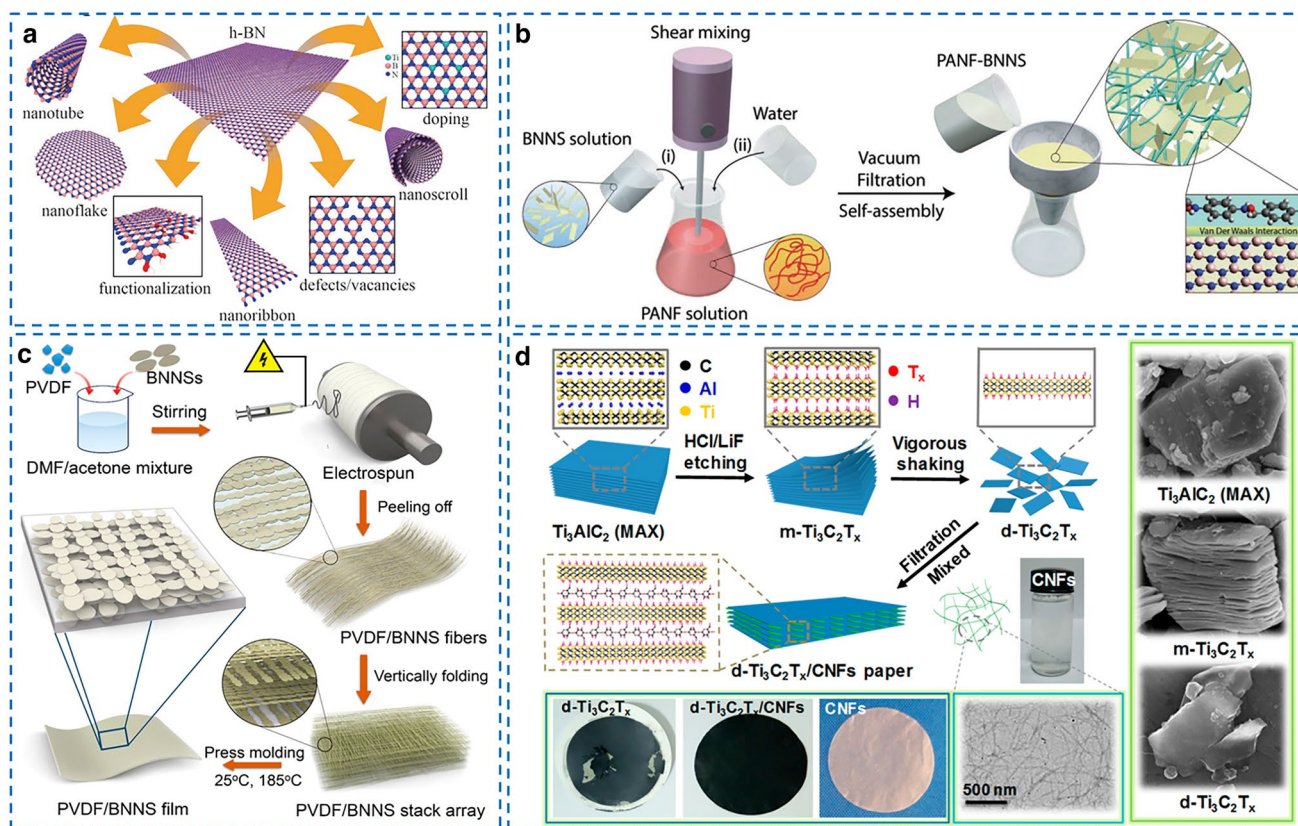 a
h-BN
Ti
B
N
nanotube
doping
nanoflake
nanoscroll
functionalization
defects/vacancies
nanoribbon
b
Shear mixing
PANF-BNNS
Water
BNNS solution
(i)
(ii)
Vacuum
Filtration
Self-assembly
Van Der Waals Interaction
PANF solution
c
PVDF
BNNSs
Stirring
DMF/acetone mixture
Electrospun
Peeling off
PVDF/BNNS fibers
Vertically folding
Press molding
25°C, 185°C
PVDF/BNNS film
PVDF/BNNS stack array
d
C
Al
Ti
Tₓ
H
HCl/LiF
etching
Vigorous
shaking
Ti₃AlC₂ (MAX)
m-Ti₃C₂Tₓ
d-Ti₃C₂Tₓ
Filtration
Mixed
CNFs
d-Ti₃C₂Tₓ/CNFs paper
d-Ti₃C₂Tₓ
d-Ti₃C₂Tₓ/CNFs
CNFs
500 nm
Ti₃AlC₂ (MAX)
m-Ti₃C₂Tₓ
d-Ti₃C₂Tₓ